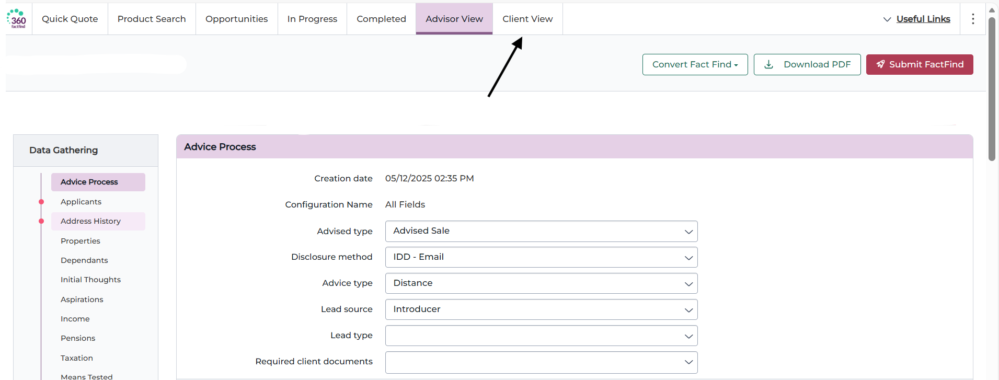 360
factfind
Quick Quote
Product Search
Opportunities
In Progress
Completed
Advisor View
Client View
Useful Links
Convert Fact Find
Download PDF
Submit FactFind
Data Gathering
Advice Process
Applicants
Address History
Properties
Dependants
Initial Thoughts
Aspirations
Income
Pensions
Taxation
Means Tested
Advice Process
Creation date 05/12/2025 02:35 PM
Configuration Name All Fields
Advised type Advised Sale
Disclosure method IDD - Email
Advice type Distance
Lead source Introducer
Lead type
Required client documents